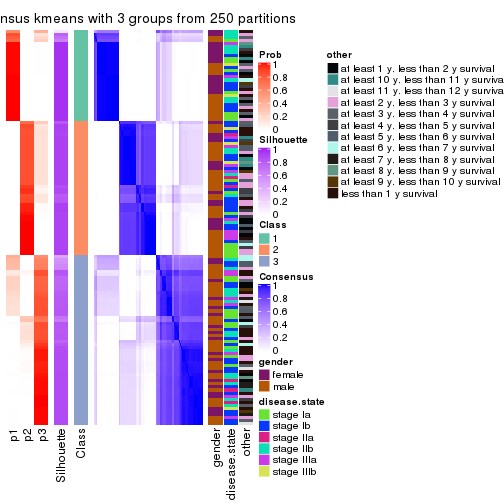 nsus kmeans with 3 groups from 250 partitions
Prob
1
0.8
0.6
0.4
0.2
0
Silhouette
1
0.8
0.6
0.4
0.2
0
Class
1
2
3
Consensus
1
0.8
0.6
0.4
0.2
0
gender
female
male
disease.state
stage Ia
stage Ib
stage IIa
stage IIb
stage IIIa
stage IIIb
other
at least 1 y. less than 2 y survival
at least 10 y. less than 11 y surviva
at least 11 y. less than 12 y surviva
at least 2 y. less than 3 y survival
at least 3 y. less than 4 y survival
at least 4 y. less than 5 y survival
at least 5 y. less than 6 y survival
at least 6 y. less than 7 y survival
at least 7 y. less than 8 y survival
at least 8 y. less than 9 y survival
at least 9 y. less than 10 y survival
less than 1 y survival
p1
p2
p3
Silhouette
Class
gender
disease.state
other